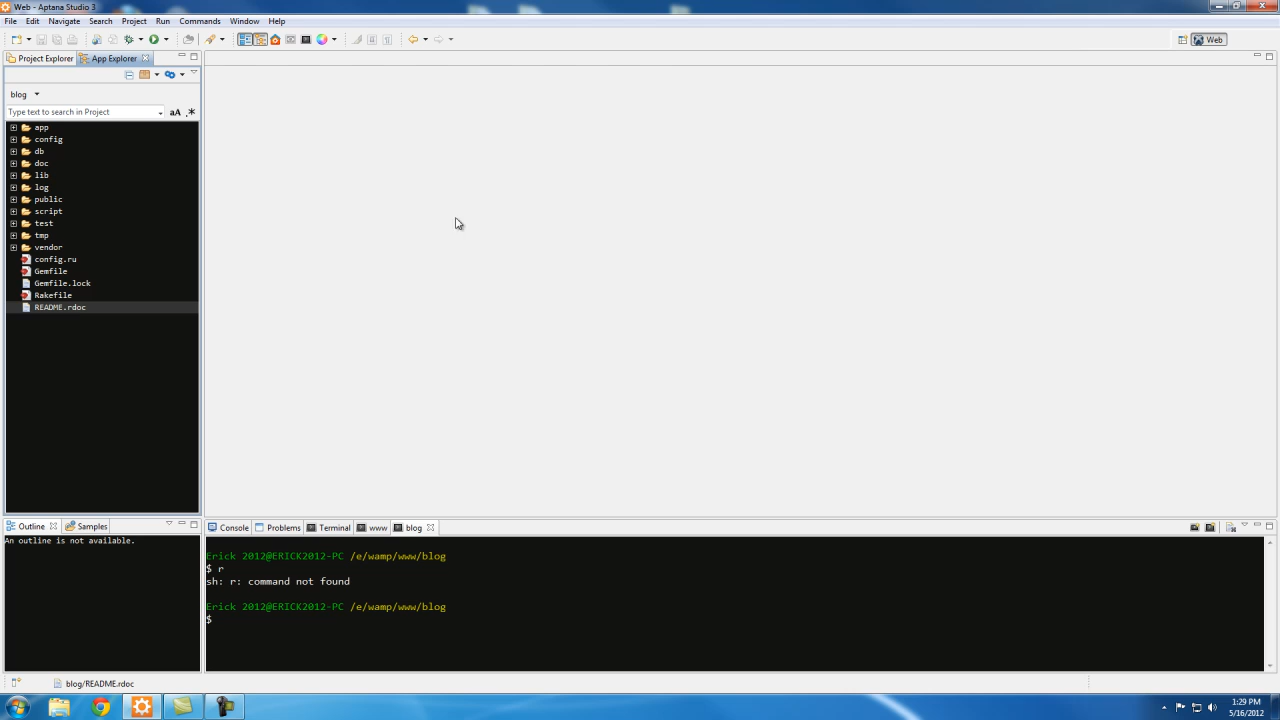 Web - Aptana Studio 3
File Edit Navigate Search Project Run Commands Window Help
Web
Project Explorer App Explorer
blog
Type text to search in Project
aA .*
app
config
db
doc
lib
log
public
script
test
tmp
vendor
config.ru
Gemfile
Gemfile.lock
Rakefile
README.rdoc
Outline Samples
An outline is not available.
Console Problems Terminal www blog
Erick 2012@ERICK2012-PC /e/wamp/www/blog
$ r
sh: r: command not found
Erick 2012@ERICK2012-PC /e/wamp/www/blog
$
blog/README.rdoc
1:29 PM
5/16/2012